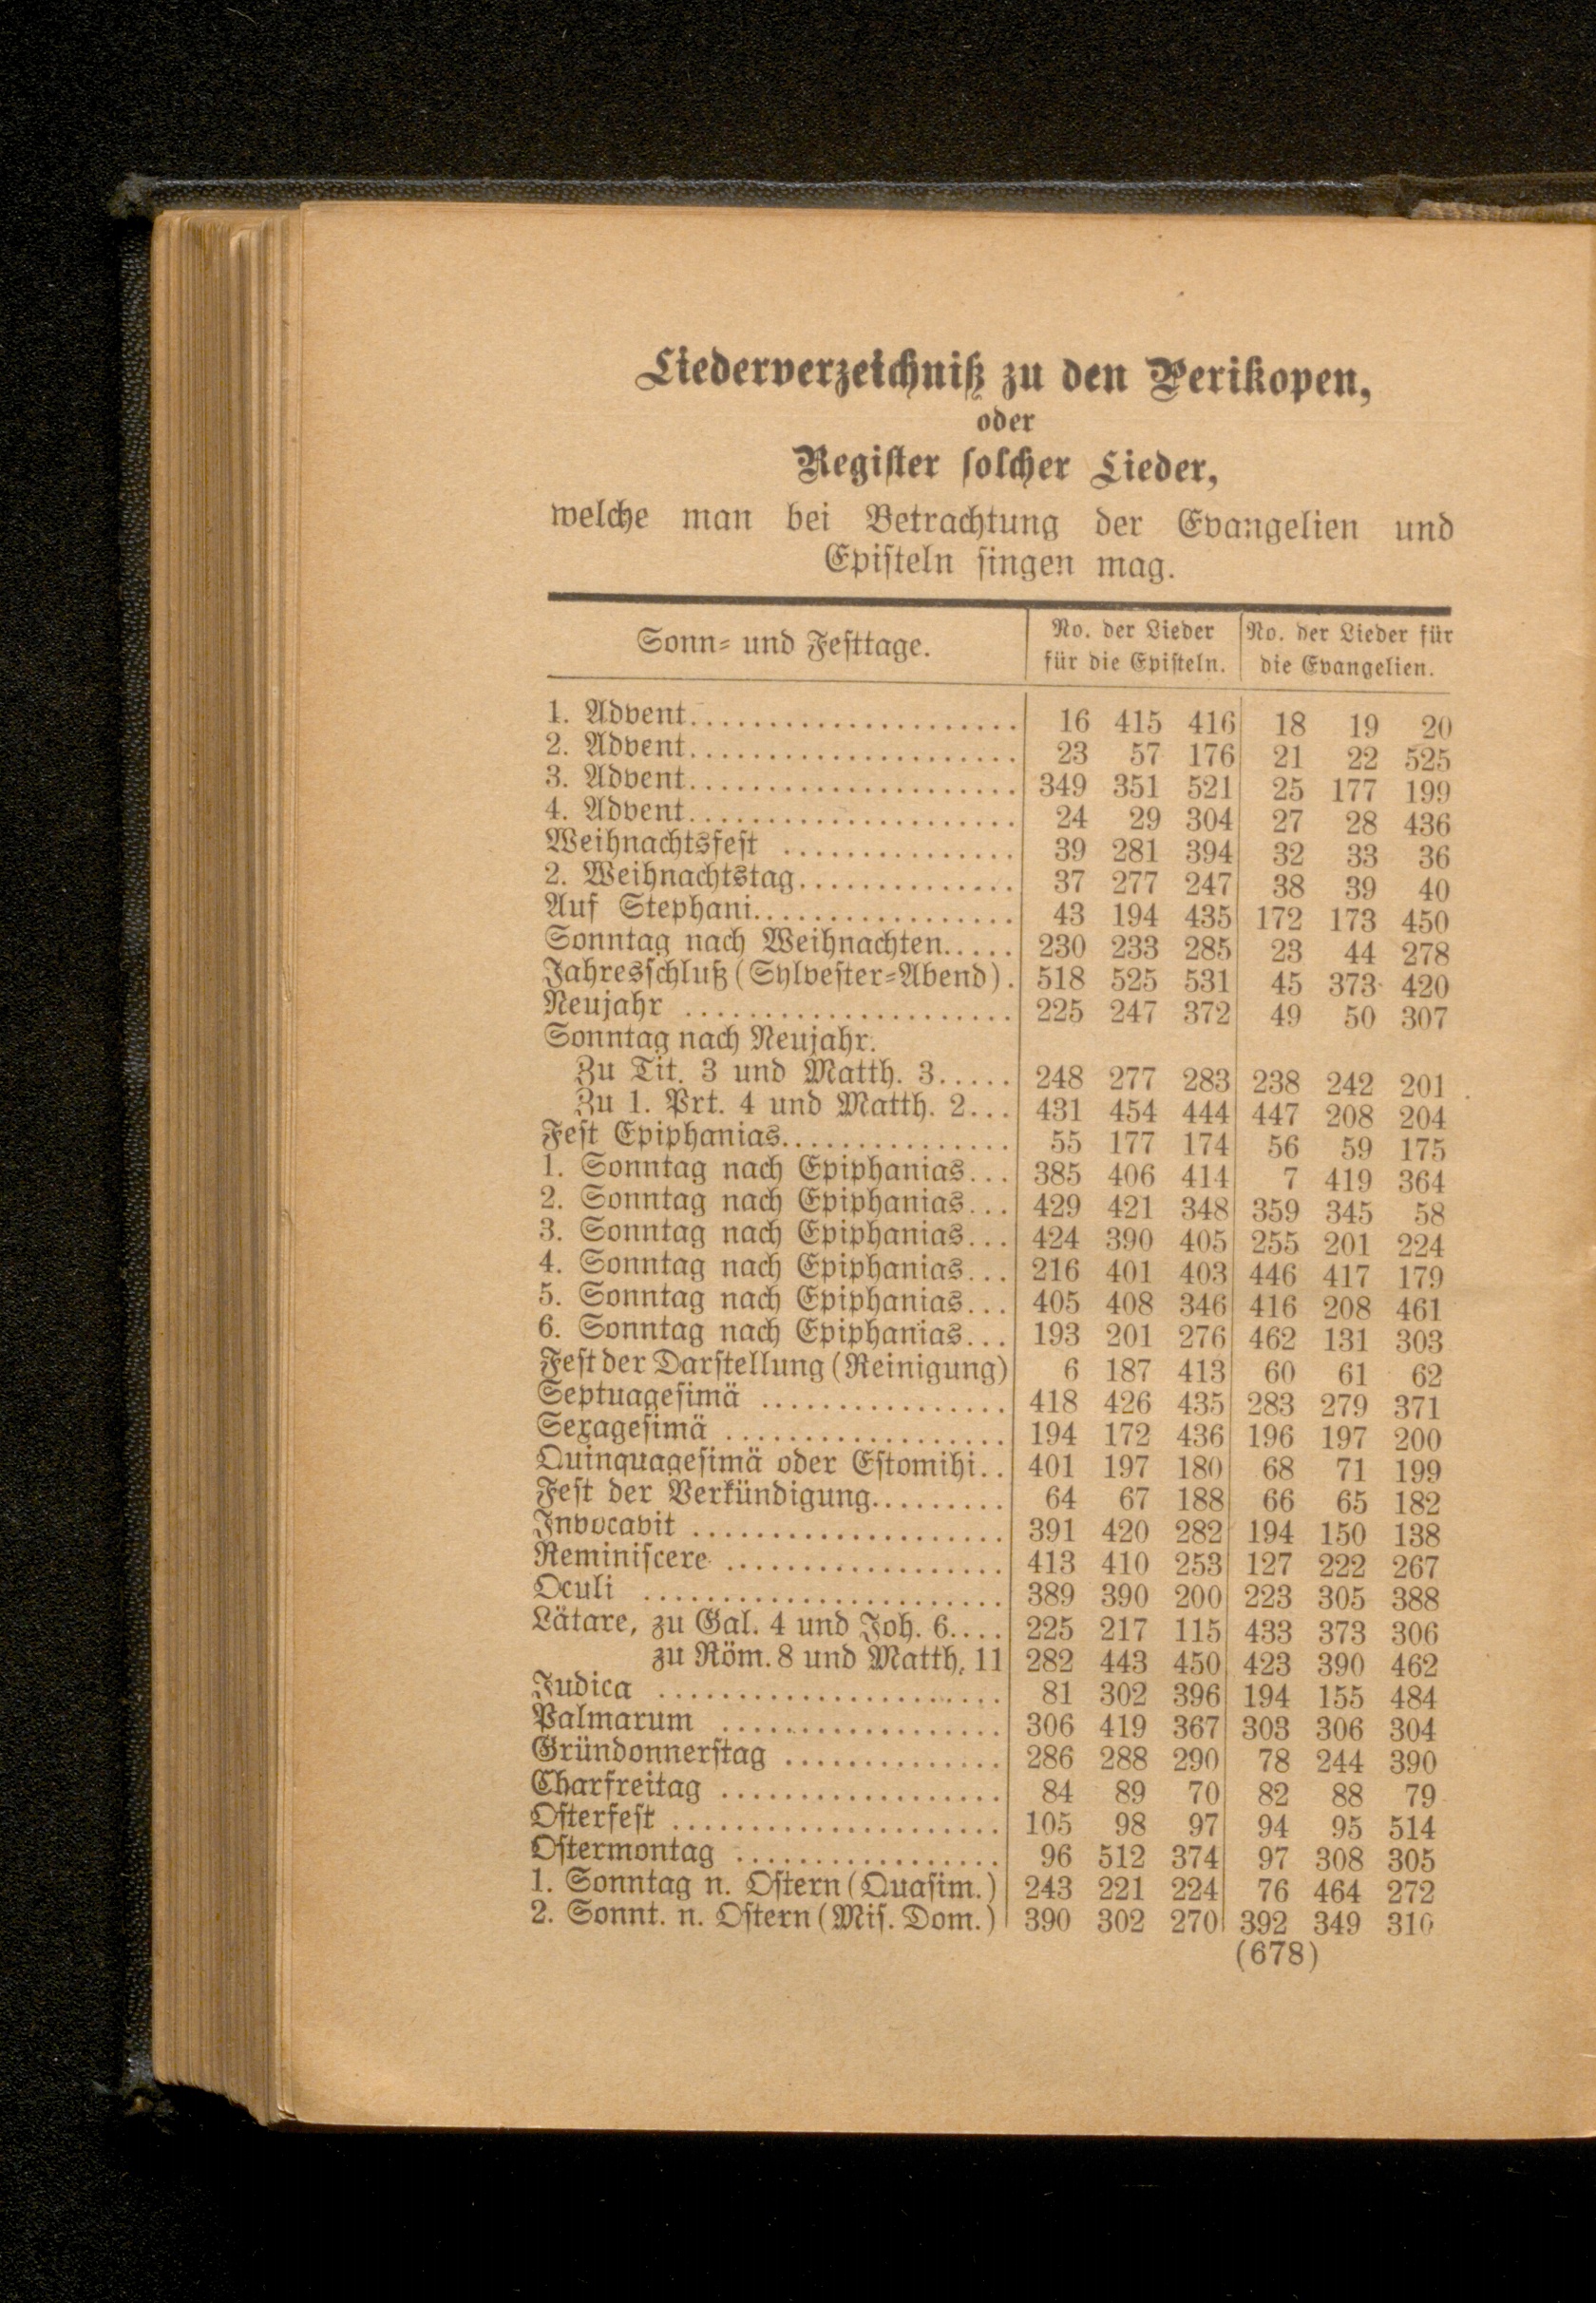 Liederverzeichniß zu den Perikopen,
oder
Register solcher Lieder,
welche man bei Betrachtung der Evangelien und
Episteln singen mag.
Sonn- und Festtage. No. der Lieder für die Episteln. No. der Lieder für die Evangelien.
1. Advent..................... 16 415 416 18 19 20
2. Advent..................... 23 57 176 21 22 525
3. Advent..................... 349 351 521 25 177 199
4. Advent..................... 24 29 304 27 28 436
Weihnachtsfest ............... 39 281 394 32 33 36
2. Weihnachtstag.............. 37 277 247 38 39 40
Auf Stephani................. 43 194 435 172 173 450
Sonntag nach Weihnachten..... 230 233 285 23 44 278
Jahresschluß (Sylvester-Abend). 518 525 531 45 373 420
Neujahr ..................... 225 247 372 49 50 307
Sonntag nach Neujahr.
Zu Tit. 3 und Matth. 3..... 248 277 283 238 242 201
Zu 1. Prt. 4 und Matth. 2... 431 454 444 447 208 204
Fest Epiphanias............... 55 177 174 56 59 175
1. Sonntag nach Epiphanias... 385 406 414 7 419 364
2. Sonntag nach Epiphanias... 429 421 348 359 345 58
3. Sonntag nach Epiphanias... 424 390 405 255 201 224
4. Sonntag nach Epiphanias... 216 401 403 446 417 179
5. Sonntag nach Epiphanias... 405 408 346 416 208 461
6. Sonntag nach Epiphanias... 193 201 276 462 131 303
Fest der Darstellung (Reinigung) 6 187 413 60 61 62
Septuagesimä ................ 418 426 435 283 279 371
Sexagesimä .................. 194 172 436 196 197 200
Quinquagesimä oder Estomihi.. 401 197 180 68 71 199
Fest der Verkündigung......... 64 67 188 66 65 182
Invocavit .................... 391 420 282 194 150 138
Reminiscere .................. 413 410 253 127 222 267
Oculi ....................... 389 390 200 223 305 388
Lätare, zu Gal. 4 und Joh. 6.... 225 217 115 433 373 306
zu Röm. 8 und Matth. 11 282 443 450 423 390 462
Judica ...................... 81 302 396 194 155 484
Palmarum .................. 306 419 367 303 306 304
Gründonnerstag .............. 286 288 290 78 244 390
Charfreitag .................. 84 89 70 82 88 79
Osterfest ..................... 105 98 97 94 95 514
Ostermontag ................. 96 512 374 97 308 305
1. Sonntag n. Ostern (Quasim.) 243 221 224 76 464 272
2. Sonnt. n. Ostern (Mis. Dom.) 390 302 270 392 349 310
(678)